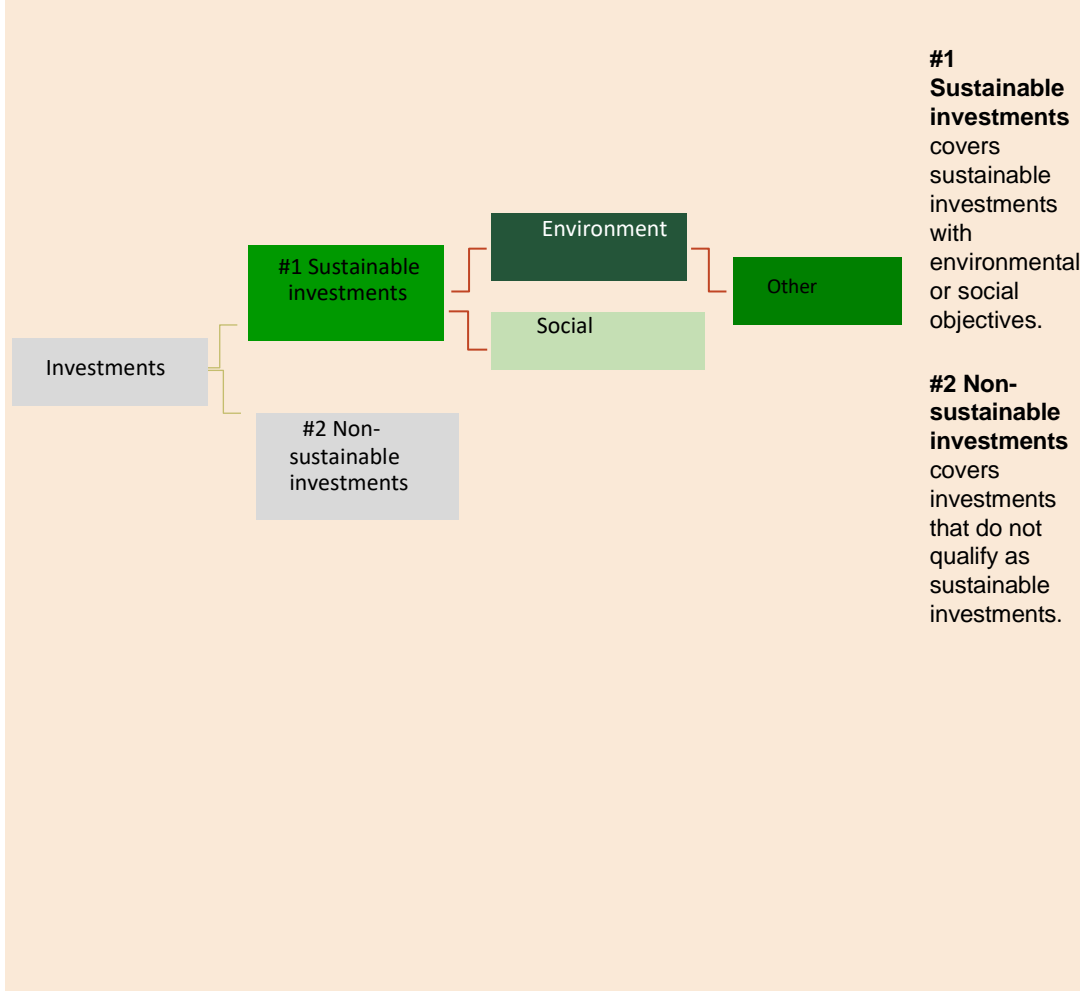 Investments
#1 Sustainable
investments
#2 Non-
sustainable
investments
Environment
Social
Other
#1
Sustainable
investments
covers
sustainable
investments
with
environmental
or social
objectives.
#2 Non-
sustainable
investments
covers
investments
that do not
qualify as
sustainable
investments.